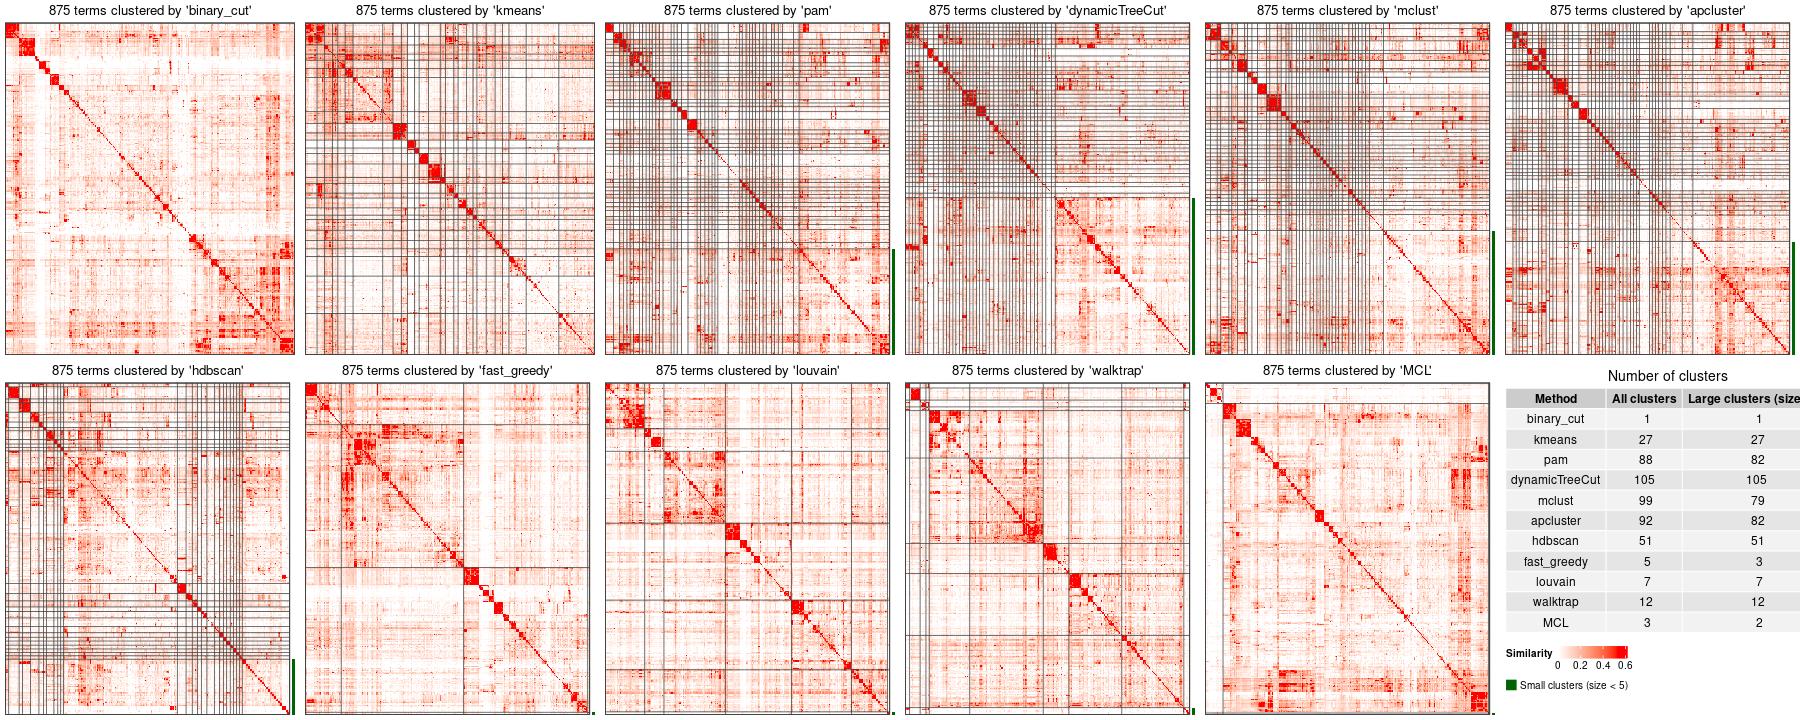 875 terms clustered by 'binary_cut'
875 terms clustered by 'kmeans'
875 terms clustered by 'pam'
875 terms clustered by 'dynamicTreeCut'
875 terms clustered by 'mclust'
875 terms clustered by 'apcluster'
875 terms clustered by 'hdbscan'
875 terms clustered by 'fast_greedy'
875 terms clustered by 'louvain'
875 terms clustered by 'walktrap'
875 terms clustered by 'MCL'
Number of clusters
Method All clusters Large clusters (size
binary_cut 1 1
kmeans 27 27
pam 88 82
dynamicTreeCut 105 105
mclust 99 79
apcluster 92 82
hdbscan 51 51
fast_greedy 5 3
louvain 7 7
walktrap 12 12
MCL 3 2
Similarity
0 0.2 0.4 0.6
Small clusters (size < 5)